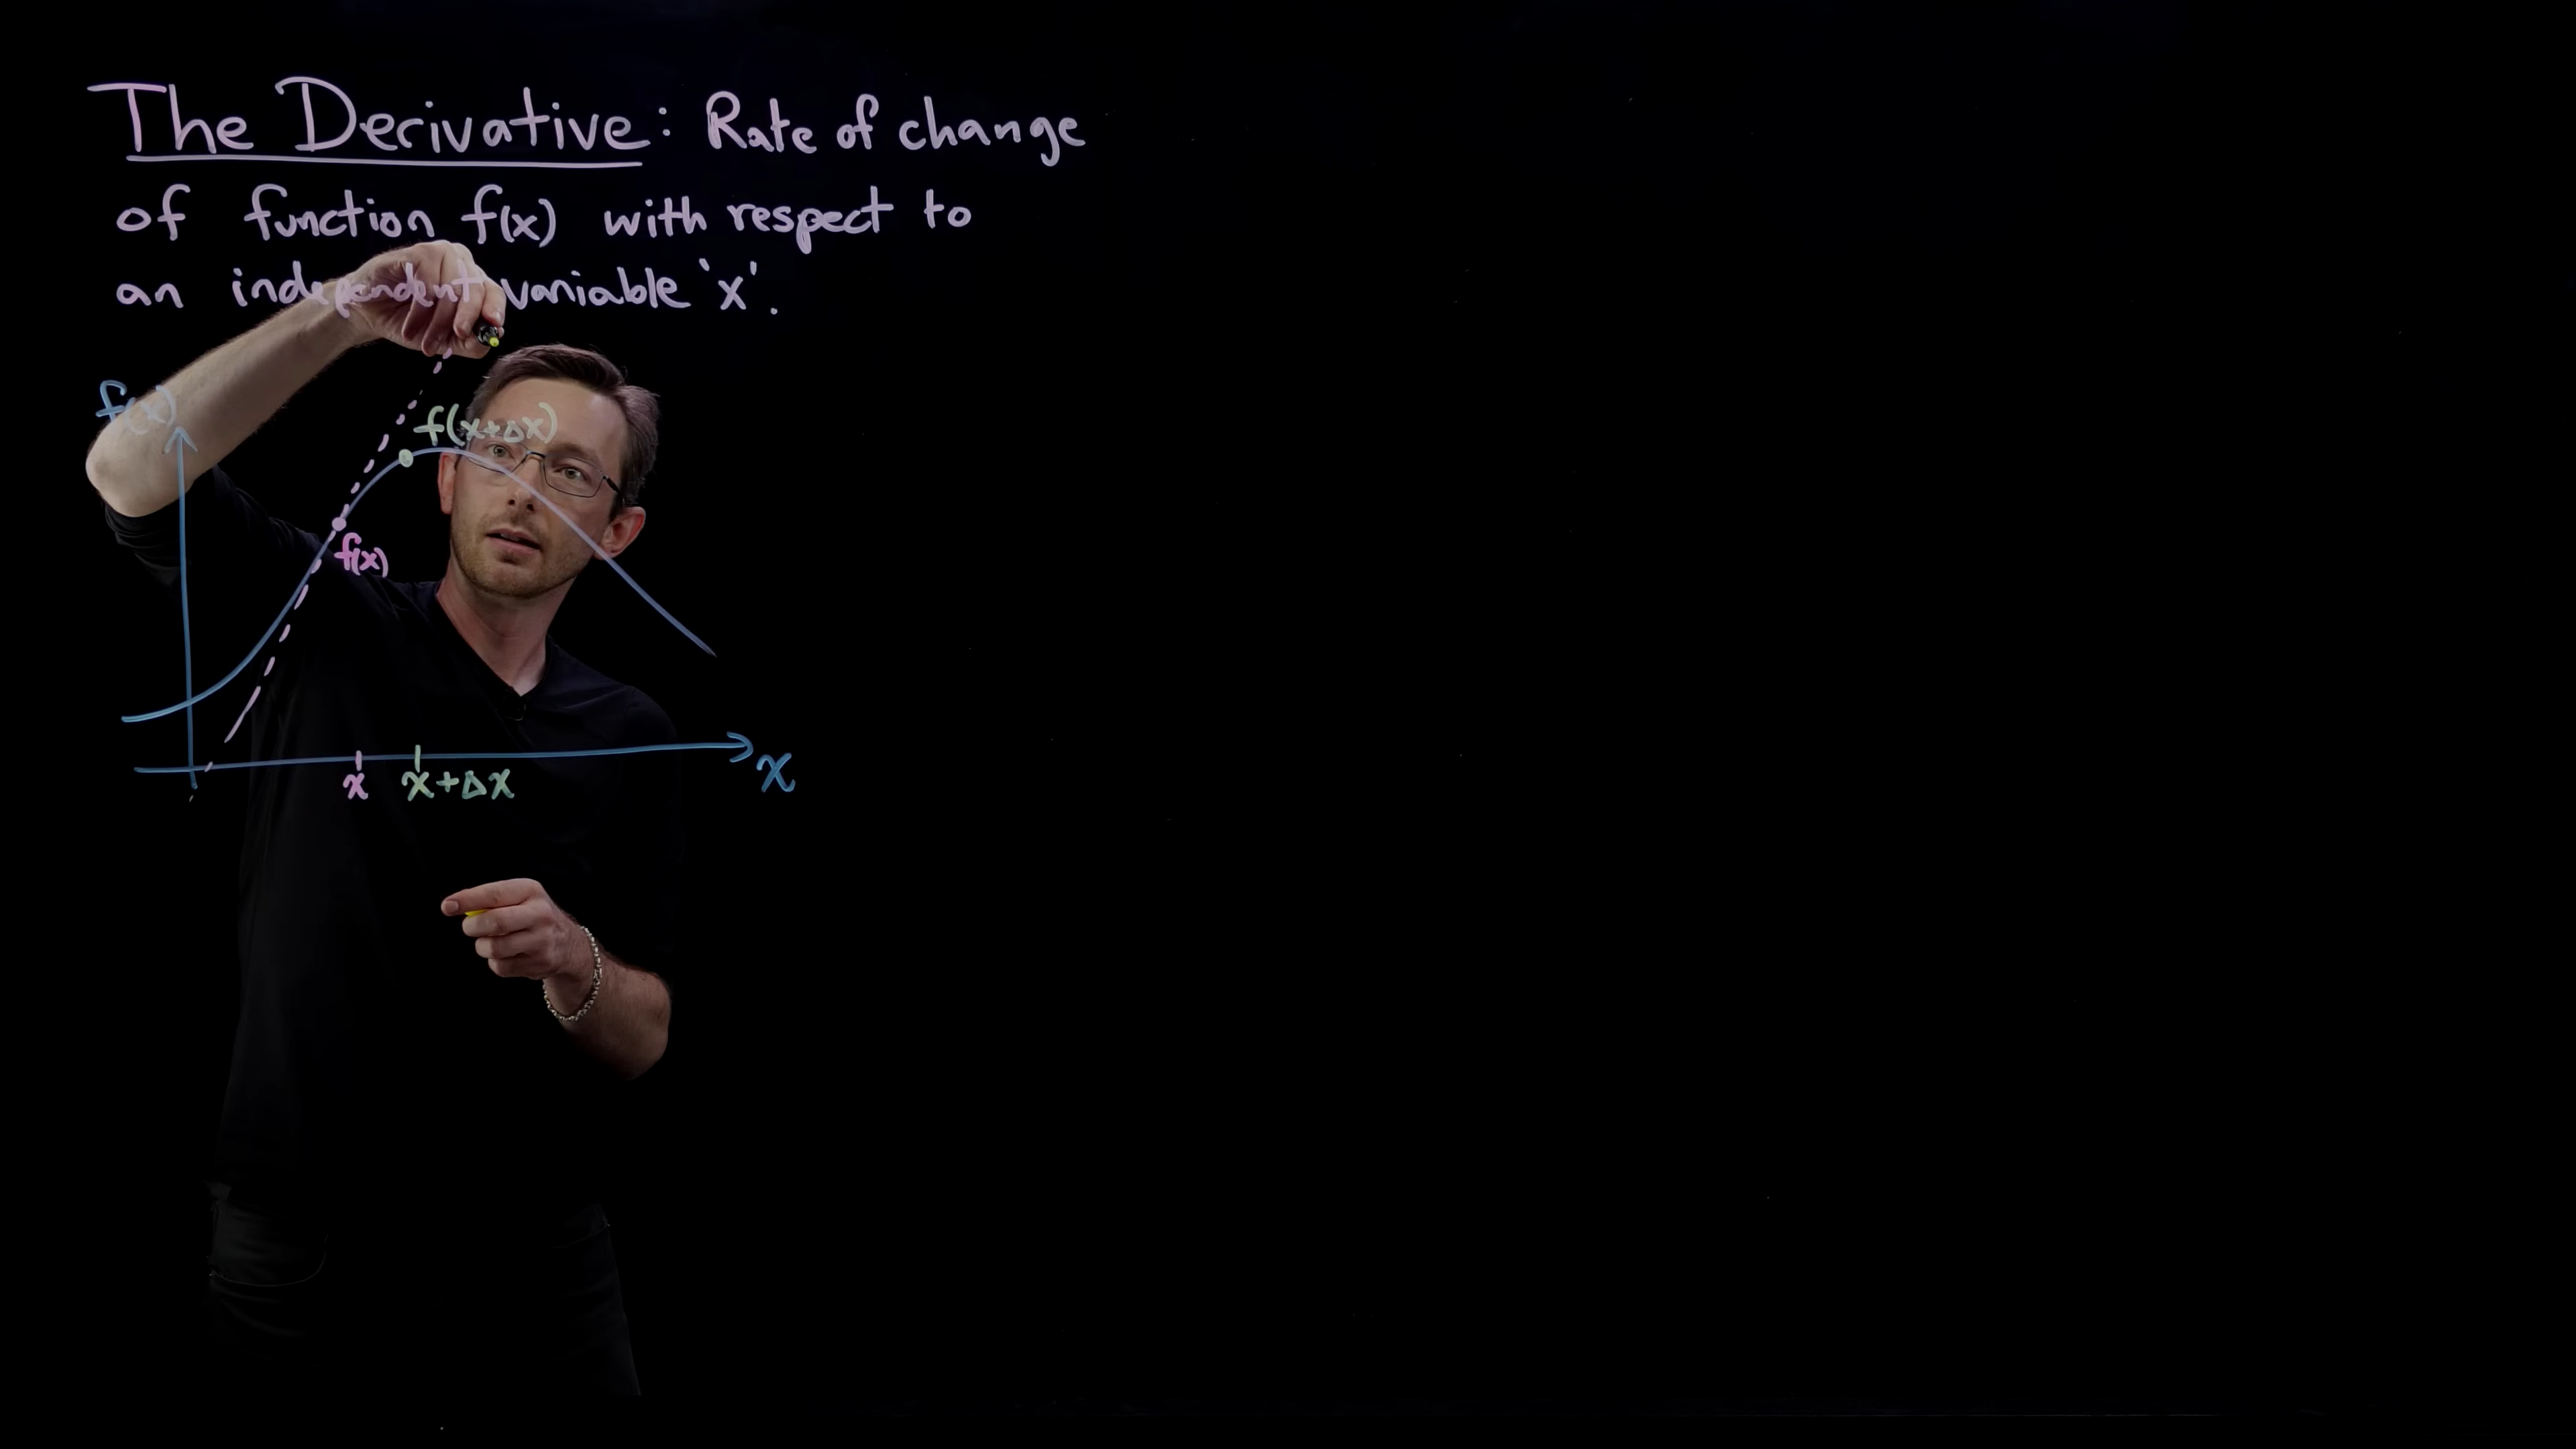 The Derivative: Rate of change
of function f(x) with respect to
an independent variable 'x'.
f(x)
f(x+Δx)
f(x)
x
x+Δx
x